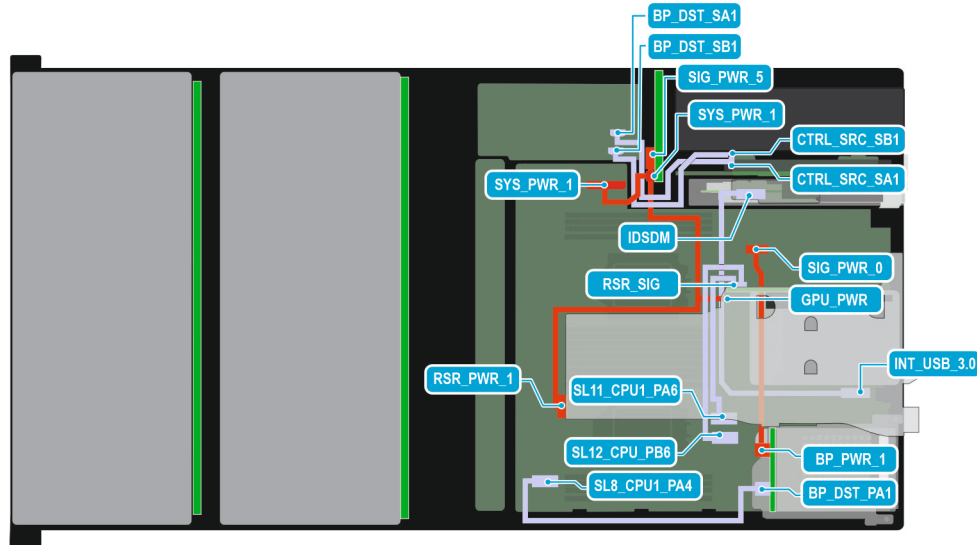 BP_DST_SA1
BP_DST_SB1
SIG_PWR_5
SYS_PWR_1
CTRL_SRC_SB1
CTRL_SRC_SA1
SYS_PWR_1
IDSDM
SIG_PWR_0
RSR_SIG
GPU_PWR
INT_USB_3.0
RSR_PWR_1
SL11_CPU1_PA6
SL12_CPU_PB6
BP_PWR_1
SL8_CPU1_PA4
BP_DST_PA1